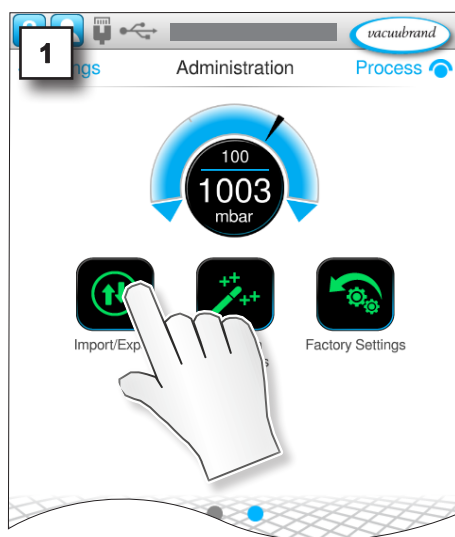 vacuubrand
1
ngs Administration Process
100
1003
mbar
Import/Exp
Factory Settings
s